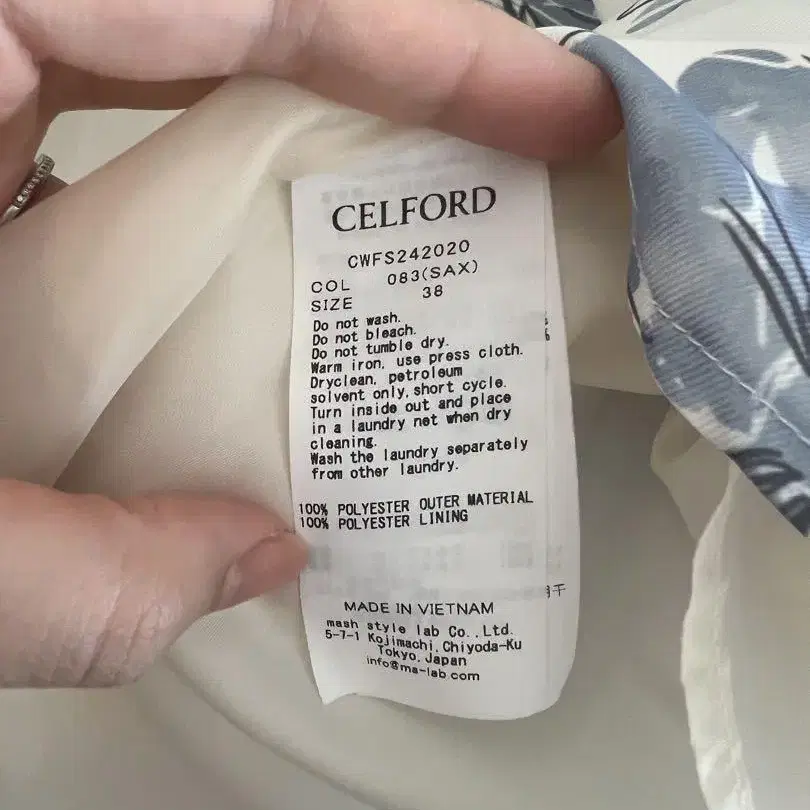 CELFORD
CWFS242020
COL 083(SAX)
SIZE 38
Do not wash.
Do not bleach.
Do not tumble dry.
Warm iron, use press cloth.
Dryclean, petroleum
solvent only,short cycle.
Turn inside out and place
in a laundry net when dry
cleaning.
Wash the laundry separately
from other laundry.
100% POLYESTER OUTER MATERIAL
100% POLYESTER LINING
MADE IN VIETNAM
mash style lab Co.,Ltd.
5-7-1 Kojimachi,Chiyoda-Ku
Tokyo,Japan
info@ma-lab.com